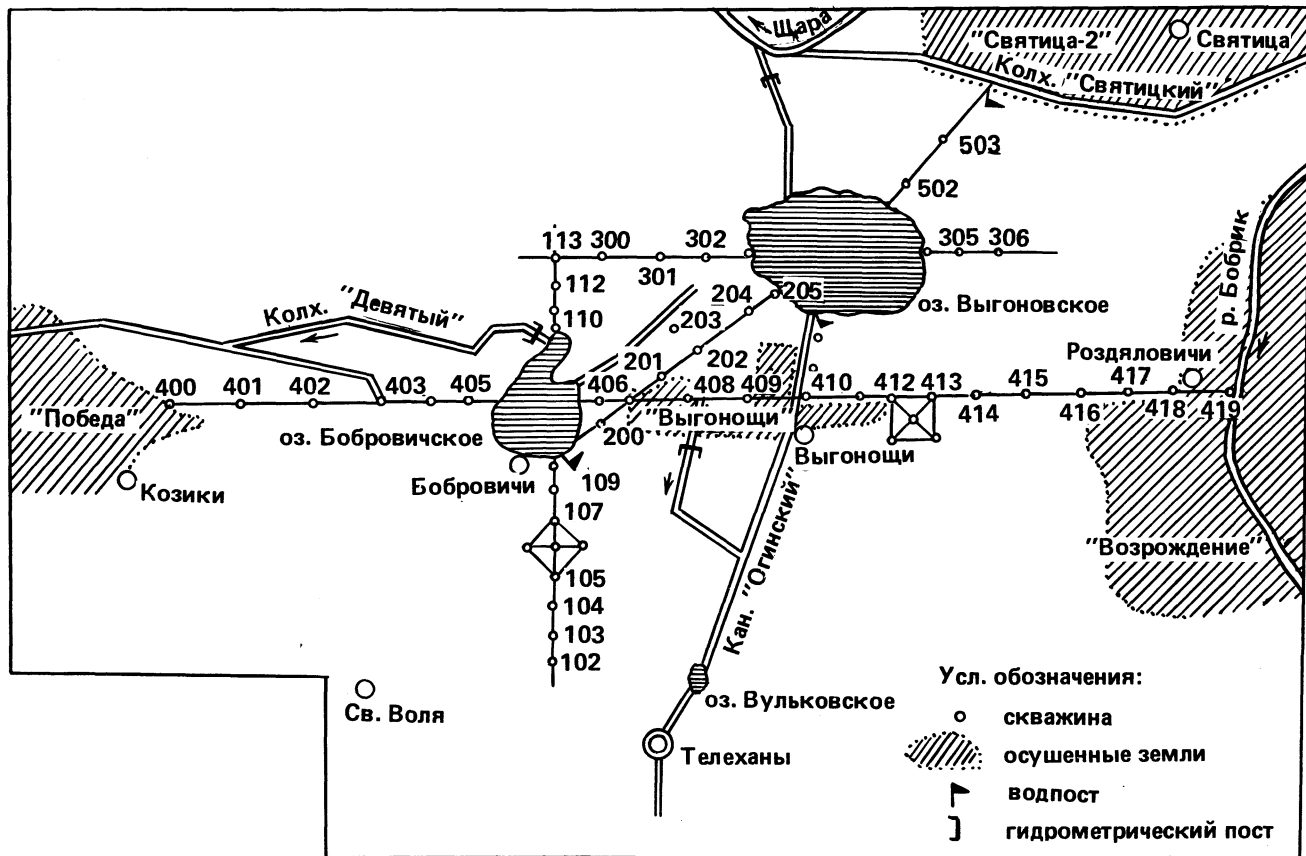 Щара
"Святица-2"
Святица
Колх. "Святицкий"
503
502
113 300
302
305 306
301
112
204
205
оз. Выгоновское
р. Бобрик
Колх. "Девятый"
110
203
202
201
Роздяловичи
400
401
402
403
405
406
408
409
410
412
413
415
417
414
416
418
419
"Победа"
"Выгонощи"
200
оз. Бобровичское
Выгонощи
Козики
Бобровичи
109
107
105
104
103
102
"Возрождение"
Кан. "Огинский"
Св. Воля
оз. Вульковское
Телеханы
Усл. обозначения:
скважина
осушенные земли
водпост
гидрометрический пост